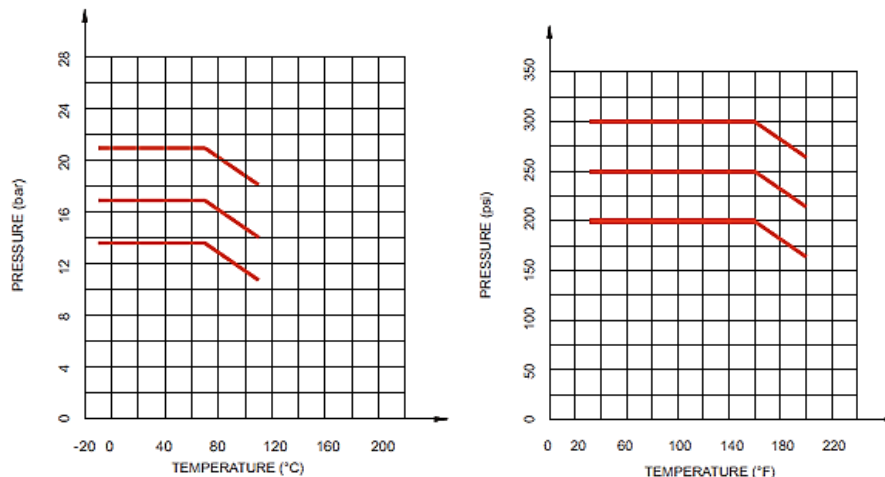 PRESSURE (bar)
28
24
20
16
12
8
4
0
-20 0 40 80 120 160 200
TEMPERATURE (°C)
PRESSURE (psi)
350
300
250
200
150
100
50
0
0 20 60 100 140 180 220
TEMPERATURE (°F)